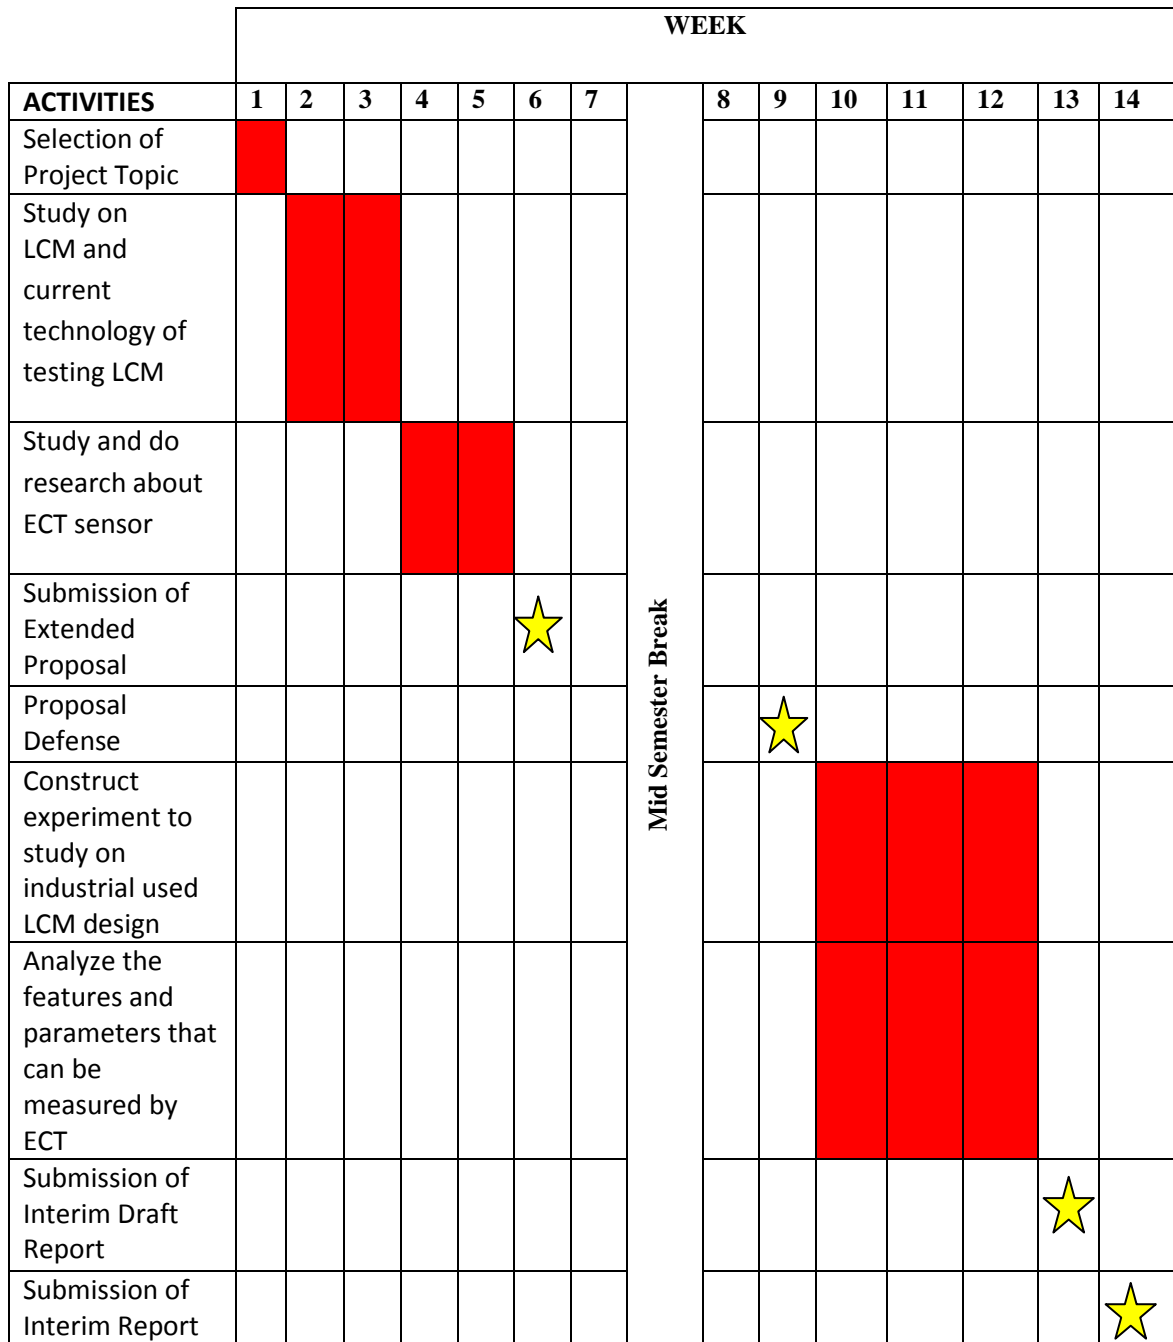 WEEK
ACTIVITIES 1 2 3 4 5 6 7 8 9 10 11 12 13 14
Selection of
Project Topic
Study on
LCM and
current
technology of
testing LCM
Study and do
research about
ECT sensor
Submission of
Extended
Proposal
Mid Semester Break
Proposal
Defense
Construct
experiment to
study on
industrial used
LCM design
Analyze the
features and
parameters that
can be
measured by
ECT
Submission of
Interim Draft
Report
Submission of
Interim Report